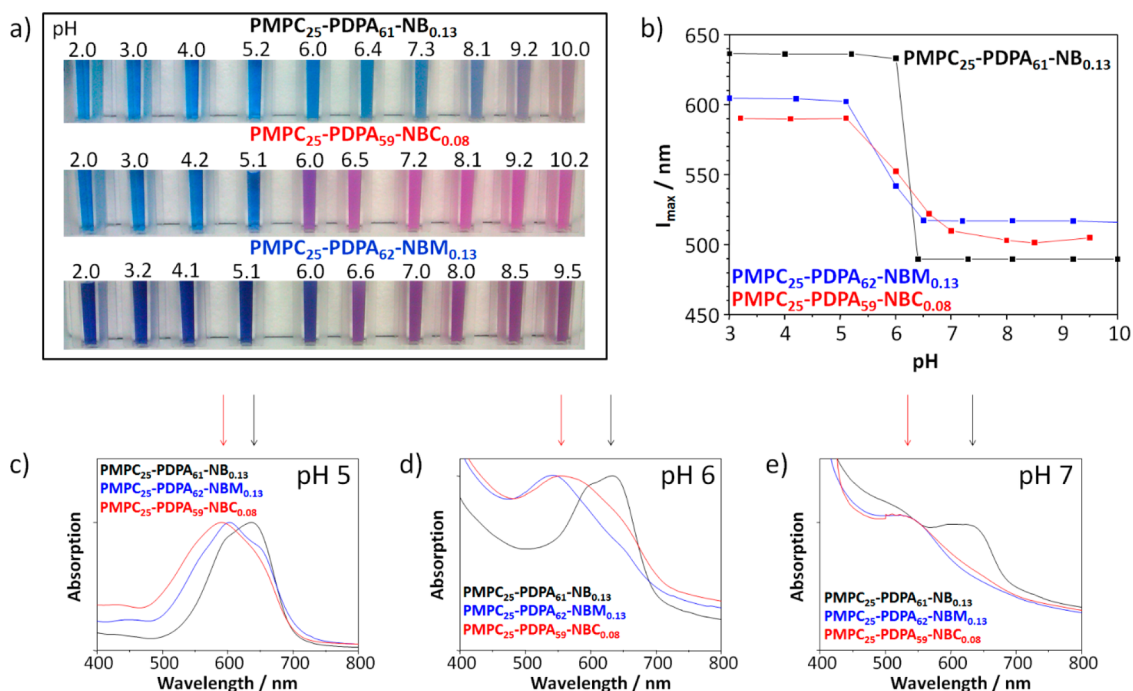 a)
pH
PMPC25-PDPA61-NB0.13
2.0 3.0 4.0 5.2 6.0 6.4 7.3 8.1 9.2 10.0
PMPC25-PDPA59-NBC0.08
2.0 3.0 4.2 5.1 6.0 6.5 7.2 8.1 9.2 10.2
PMPC25-PDPA62-NBM0.13
2.0 3.2 4.1 5.1 6.0 6.6 7.0 8.0 8.5 9.5
b)
650
600
550
500
450
Imax / nm
PMPC25-PDPA61-NB0.13
PMPC25-PDPA62-NBM0.13
PMPC25-PDPA59-NBC0.08
3 4 5 6 7 8 9 10
pH
c)
pH 5
PMPC25-PDPA61-NB0.13
PMPC25-PDPA62-NBM0.13
PMPC25-PDPA59-NBC0.08
Absorption
400 500 600 700 800
Wavelength / nm
d)
pH 6
PMPC25-PDPA61-NB0.13
PMPC25-PDPA62-NBM0.13
PMPC25-PDPA59-NBC0.08
Absorption
400 500 600 700 800
Wavelength / nm
e)
pH 7
PMPC25-PDPA61-NB0.13
PMPC25-PDPA62-NBM0.13
PMPC25-PDPA59-NBC0.08
Absorption
400 500 600 700 800
Wavelength / nm